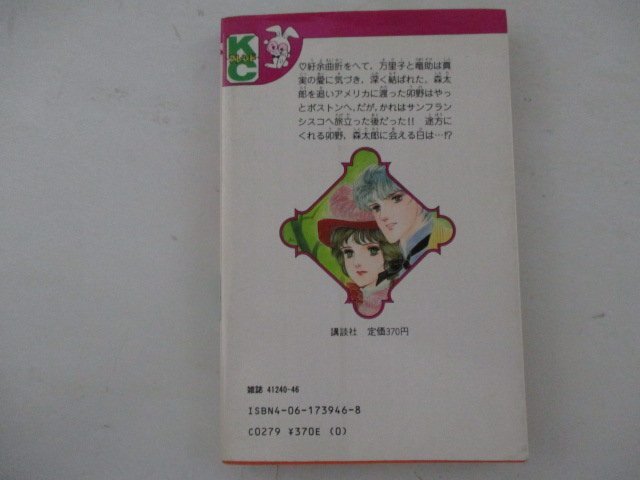 KC
♡紆余曲折をへて，万里子と竜助は真
実の愛に気づき，深く結ばれた。森太
郎を追いアメリカに渡った卯野はやっ
とボストンへ。だが，かれはサンフラン
シスコへ旅立った後だった!! 途方に
くれる卯野。森太郎に会える日は…!?
講談社 定価370円
雑誌 41240-46
ISBN4-06-173946-8
C0279 ¥370E (0)